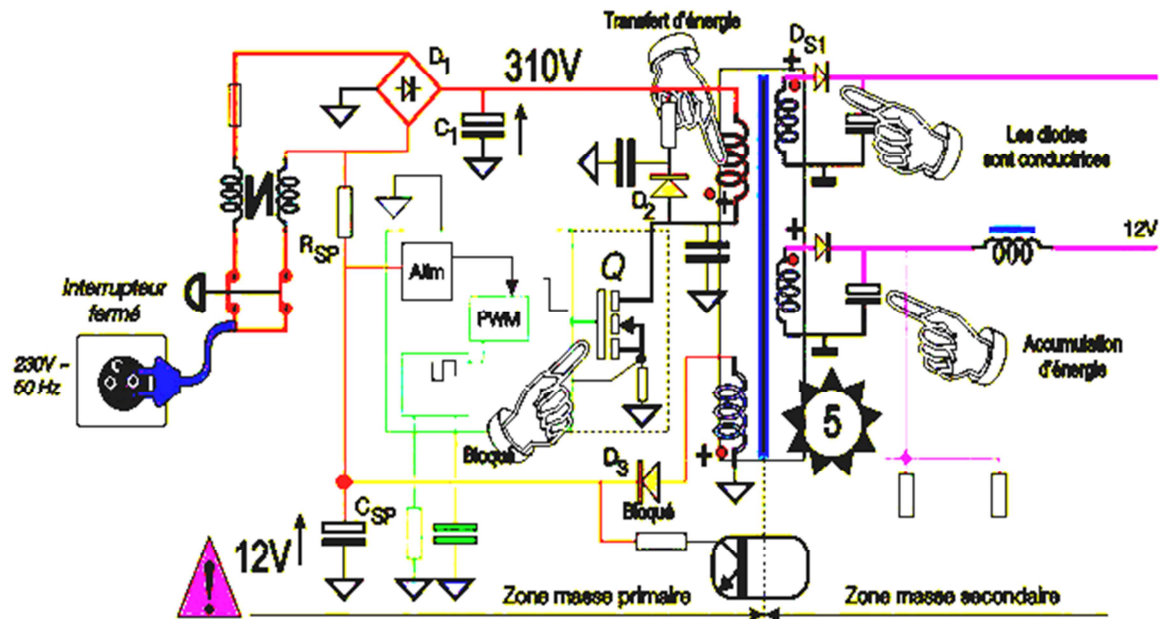 Transfert d'énergie
D1
310V
DS1
C1
Les diodes
sont conductrices
D2
RSP
Q
12V
Interrupteur
fermé
Alim
PWM
230V ~
50 Hz
Accumulation
d'énergie
5
Bloqué
D3
Bloqué
CSP
12V
!
Zone masse primaire
Zone masse secondaire